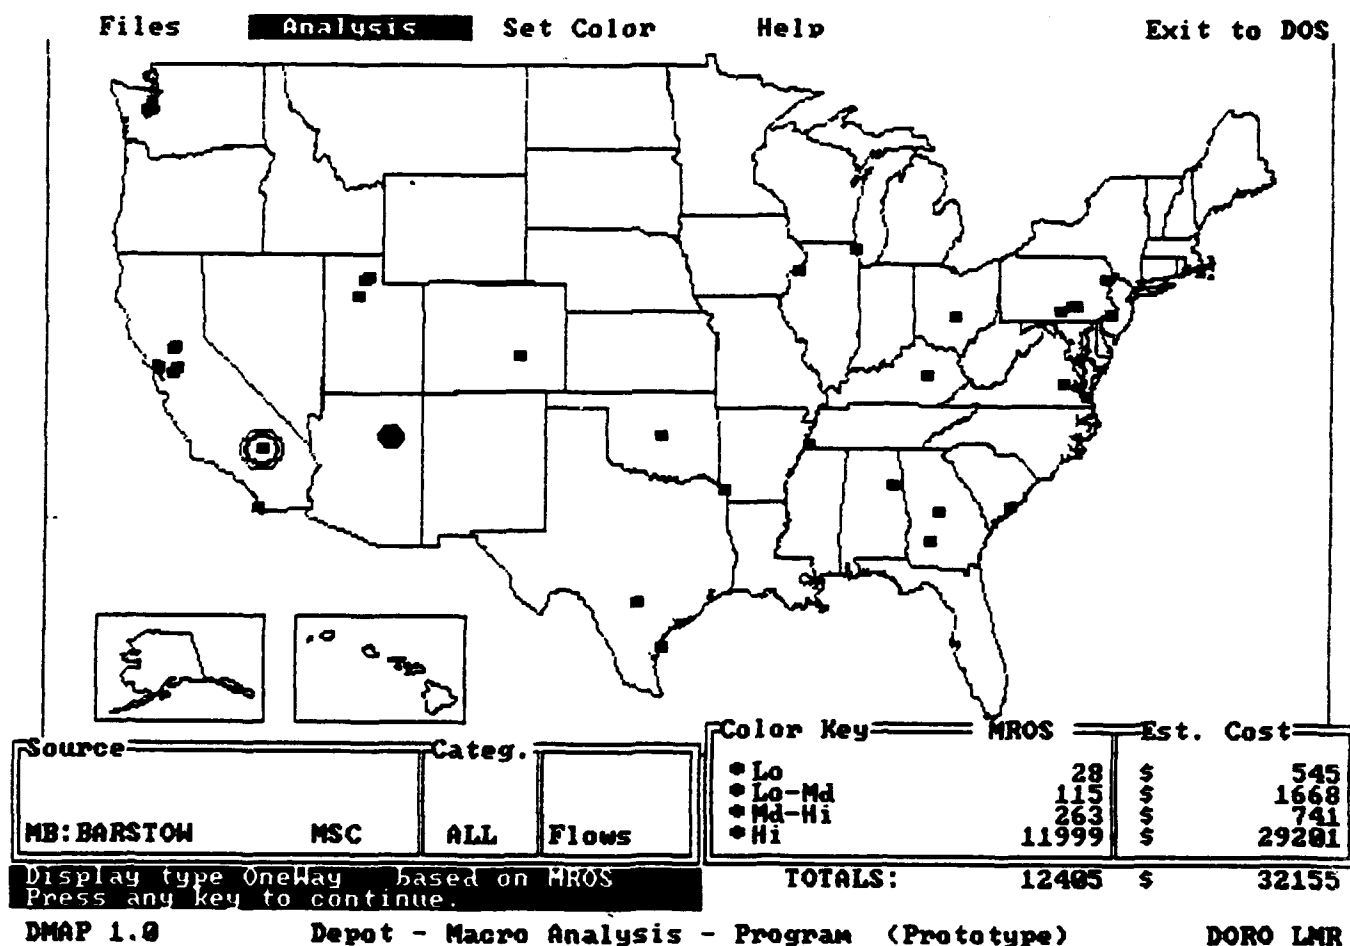 Files Analysis Set Color Help Exit to DOS
Source Categ.
MB:BARSTOW MSC ALL Flows
Color Key MROS Est. Cost
Lo 28 $ 545
Lo-Md 115 $ 1668
Md-Hi 263 $ 741
Hi 11999 $ 29201
TOTALS: 12405 $ 32155
Display type OneWay based on MROS
Press any key to continue.
DMAP 1.0 Depot - Macro Analysis - Program (Prototype) DORO LMR